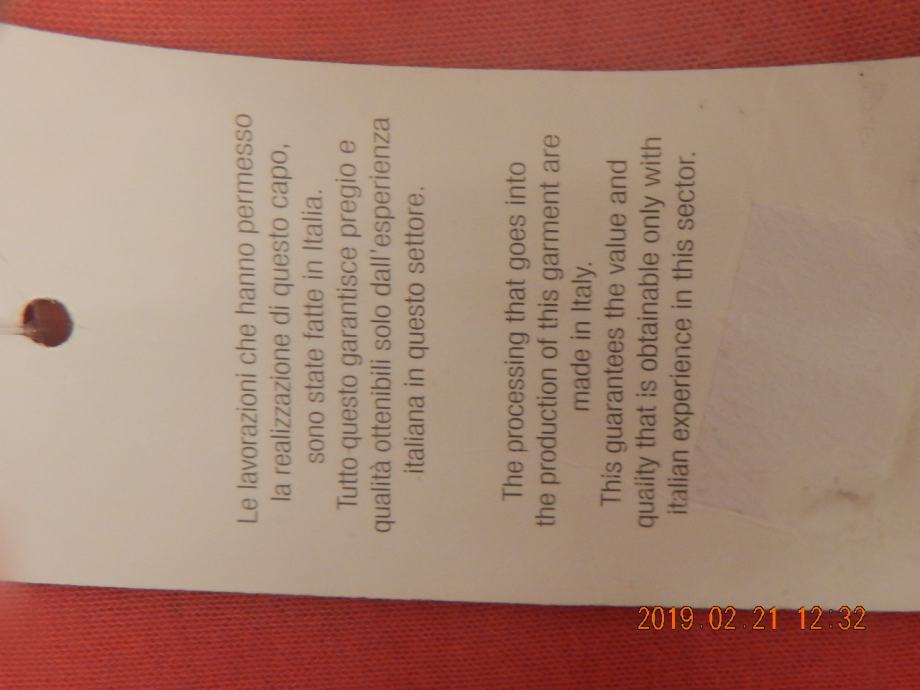 Le lavorazioni che hanno permesso
la realizzazione di questo capo,
sono state fatte in Italia.
Tutto questo garantisce pregio e
qualità ottenibili solo dall'esperienza
italiana in questo settore.
The processing that goes into
the production of this garment are
made in Italy.
This guarantees the value and
quality that is obtainable only with
italian experience in this sector.
2019.02.21 12:32